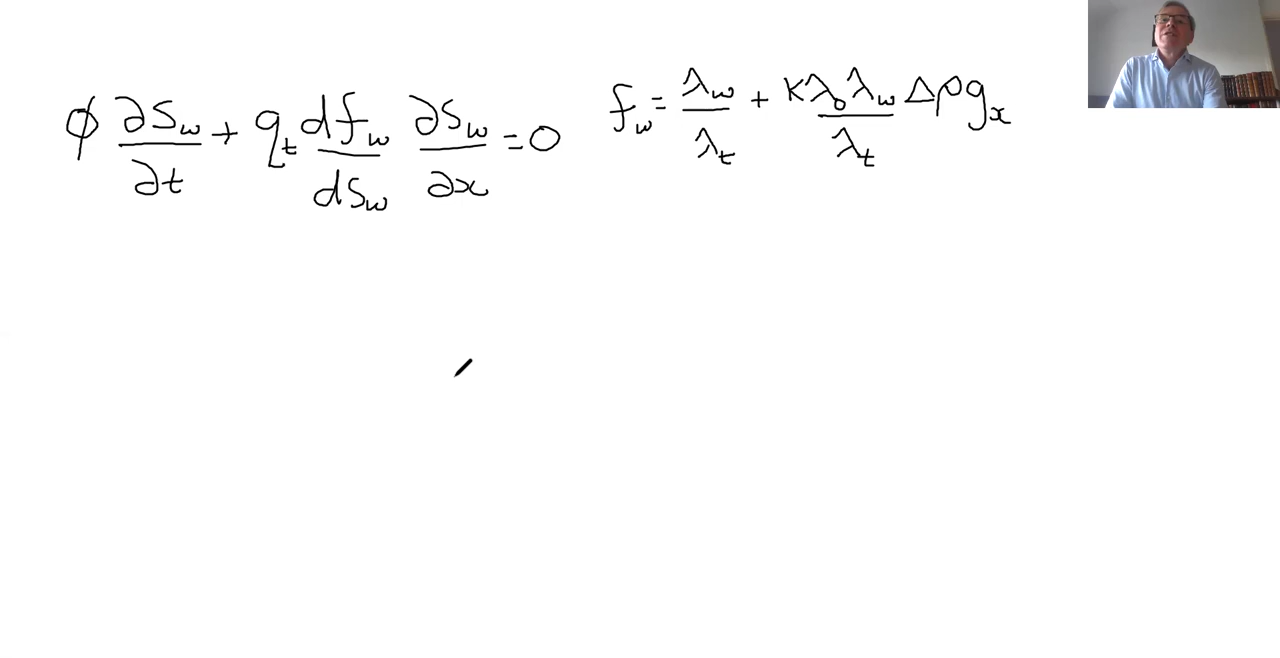 ϕ ∂S_w/∂t + q_t df_w/dS_w ∂S_w/∂x = 0
f_w = λ_w/λ_t + Kλ_oλ_w/λ_t Δρg_x